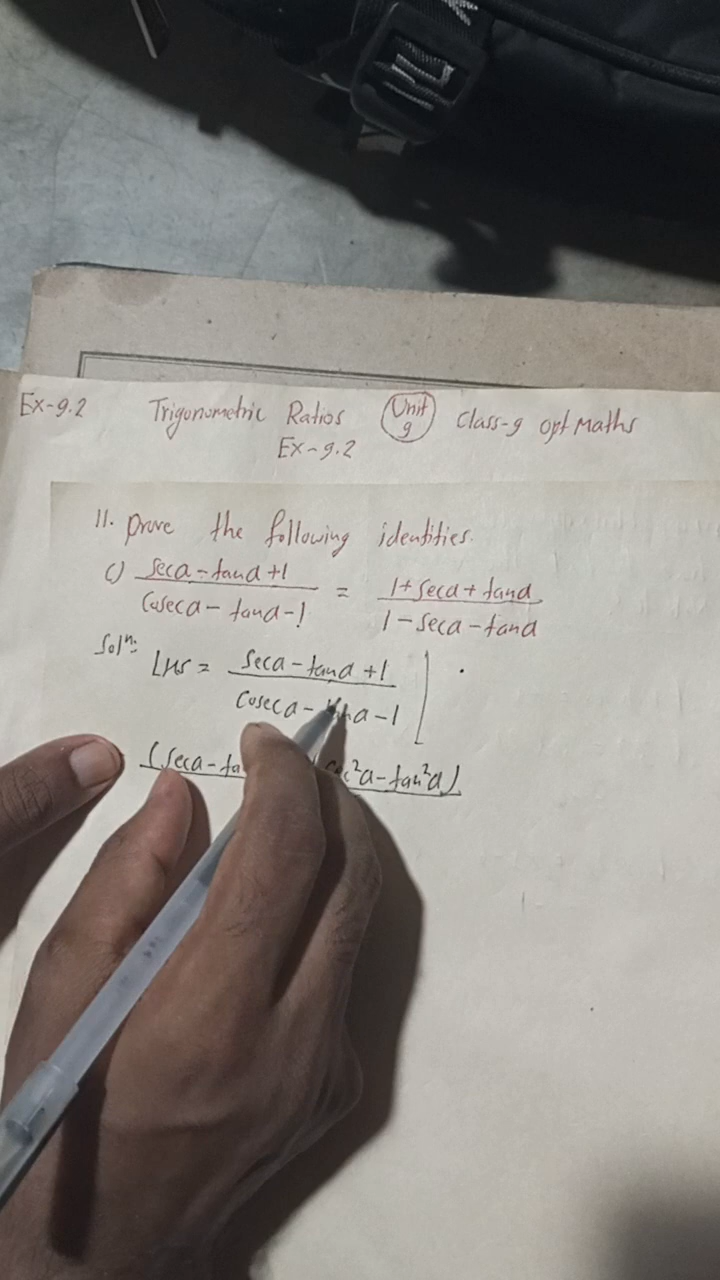 Ex-9.2 Trigonometric Ratios Unit 9 Class-9 opt Maths
Ex-9.2
11. prove the following identities.
c) seca - tana + 1 / Coseca - tana - 1 = 1 + seca + tana / 1 - seca - tana
Solⁿ: LHS = seca - tana + 1 / Coseca - a - 1
(seca - a²a - tan²a)